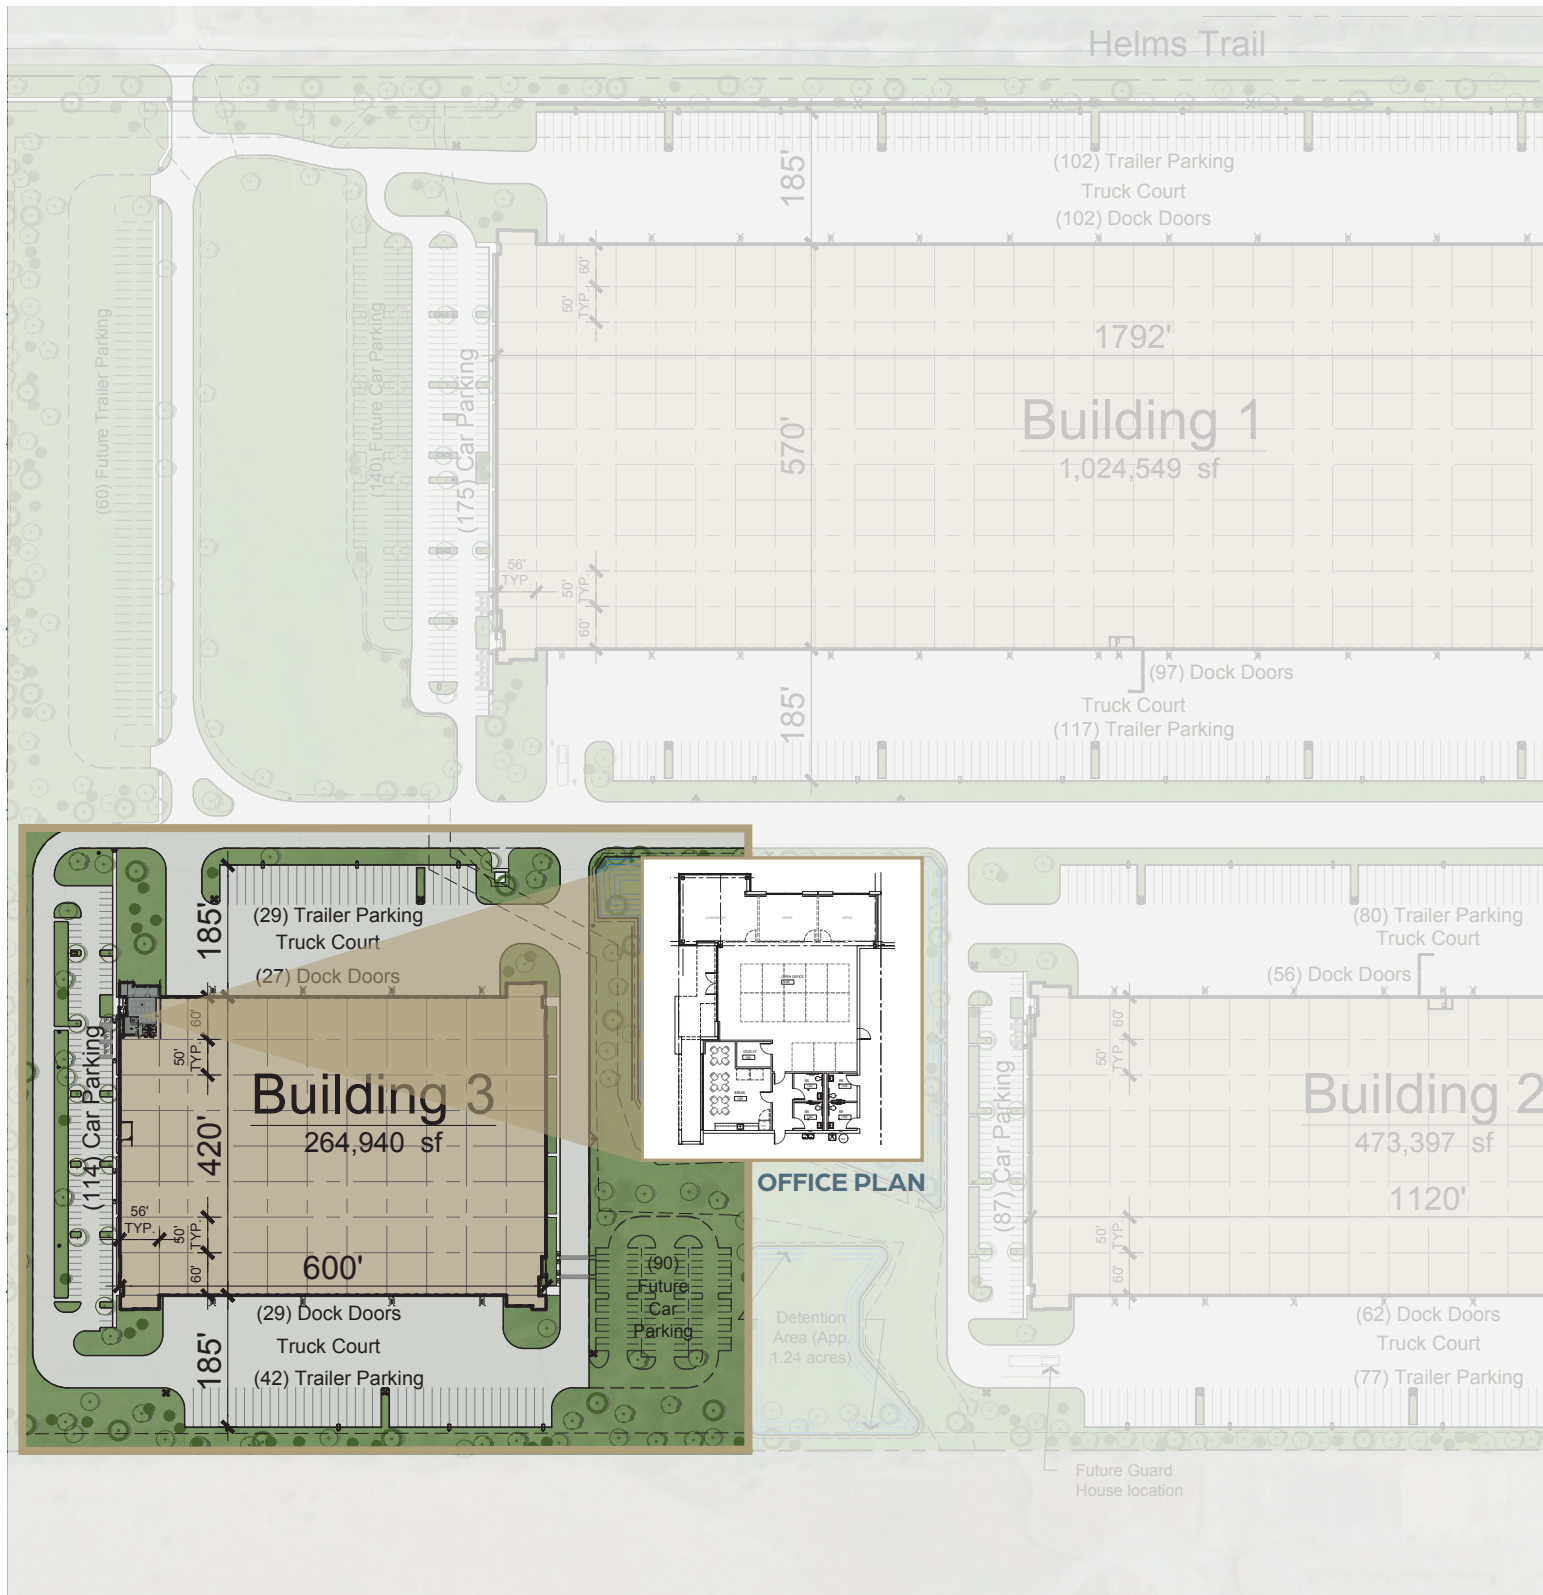 Helms Trail
(102) Trailer Parking
Truck Court
(102) Dock Doors
185'
60'
50'
TYP.
1792'
Building 1
1,024,549 sf
570'
(60) Future Trailer Parking
(140) Future Car Parking
(175) Car Parking
56'
TYP.
50'
TYP.
60'
(97) Dock Doors
Truck Court
(117) Trailer Parking
185'
(29) Trailer Parking
Truck Court
(27) Dock Doors
185'
60'
50'
TYP.
Building 3
264,940 sf
420'
(114) Car Parking
56'
TYP.
50'
TYP.
60'
600'
(29) Dock Doors
Truck Court
(42) Trailer Parking
185'
(90)
Future
Car
Parking
OFFICE
OFFICE
OPEN OFFICE
OFFICE PLAN
Detention
Area (App.
1.24 acres)
(80) Trailer Parking
Truck Court
(56) Dock Doors
60'
50'
TYP.
Building 2
473,397 sf
1120'
(87) Car Parking
50'
TYP.
60'
(62) Dock Doors
Truck Court
(77) Trailer Parking
Future Guard
House location